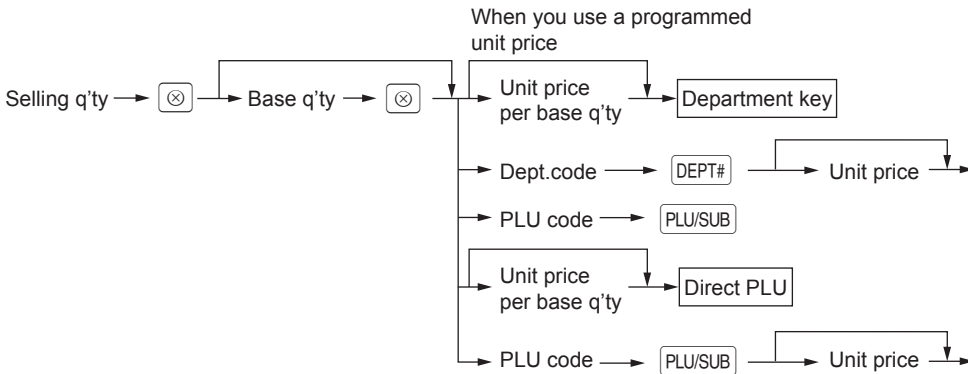 When you use a programmed
unit price
Selling q'ty ⊗ Base q'ty ⊗ Unit price
per base q'ty Department key
Dept.code DEPT# Unit price
PLU code PLU/SUB
Unit price
per base q'ty Direct PLU
PLU code PLU/SUB Unit price